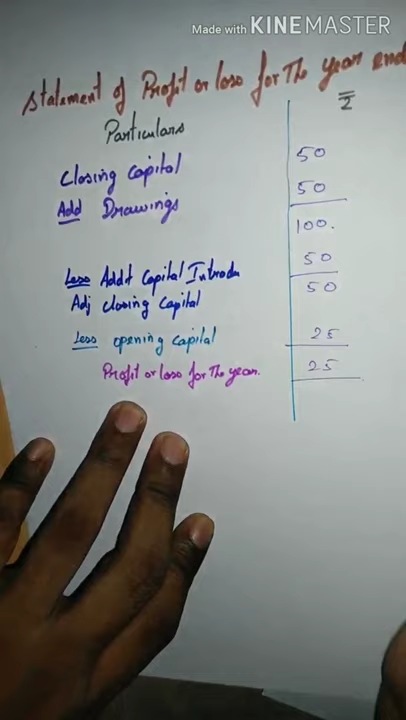 Made with KINEMASTER
Statement of Profit or loss for The year end
Particulars
Closing Capital 50
Add Drawings 50
100.
Less Addt Capital Introdu 50
Adj closing Capital 50
Less opening Capital 25
Profit or loss for The year. 25